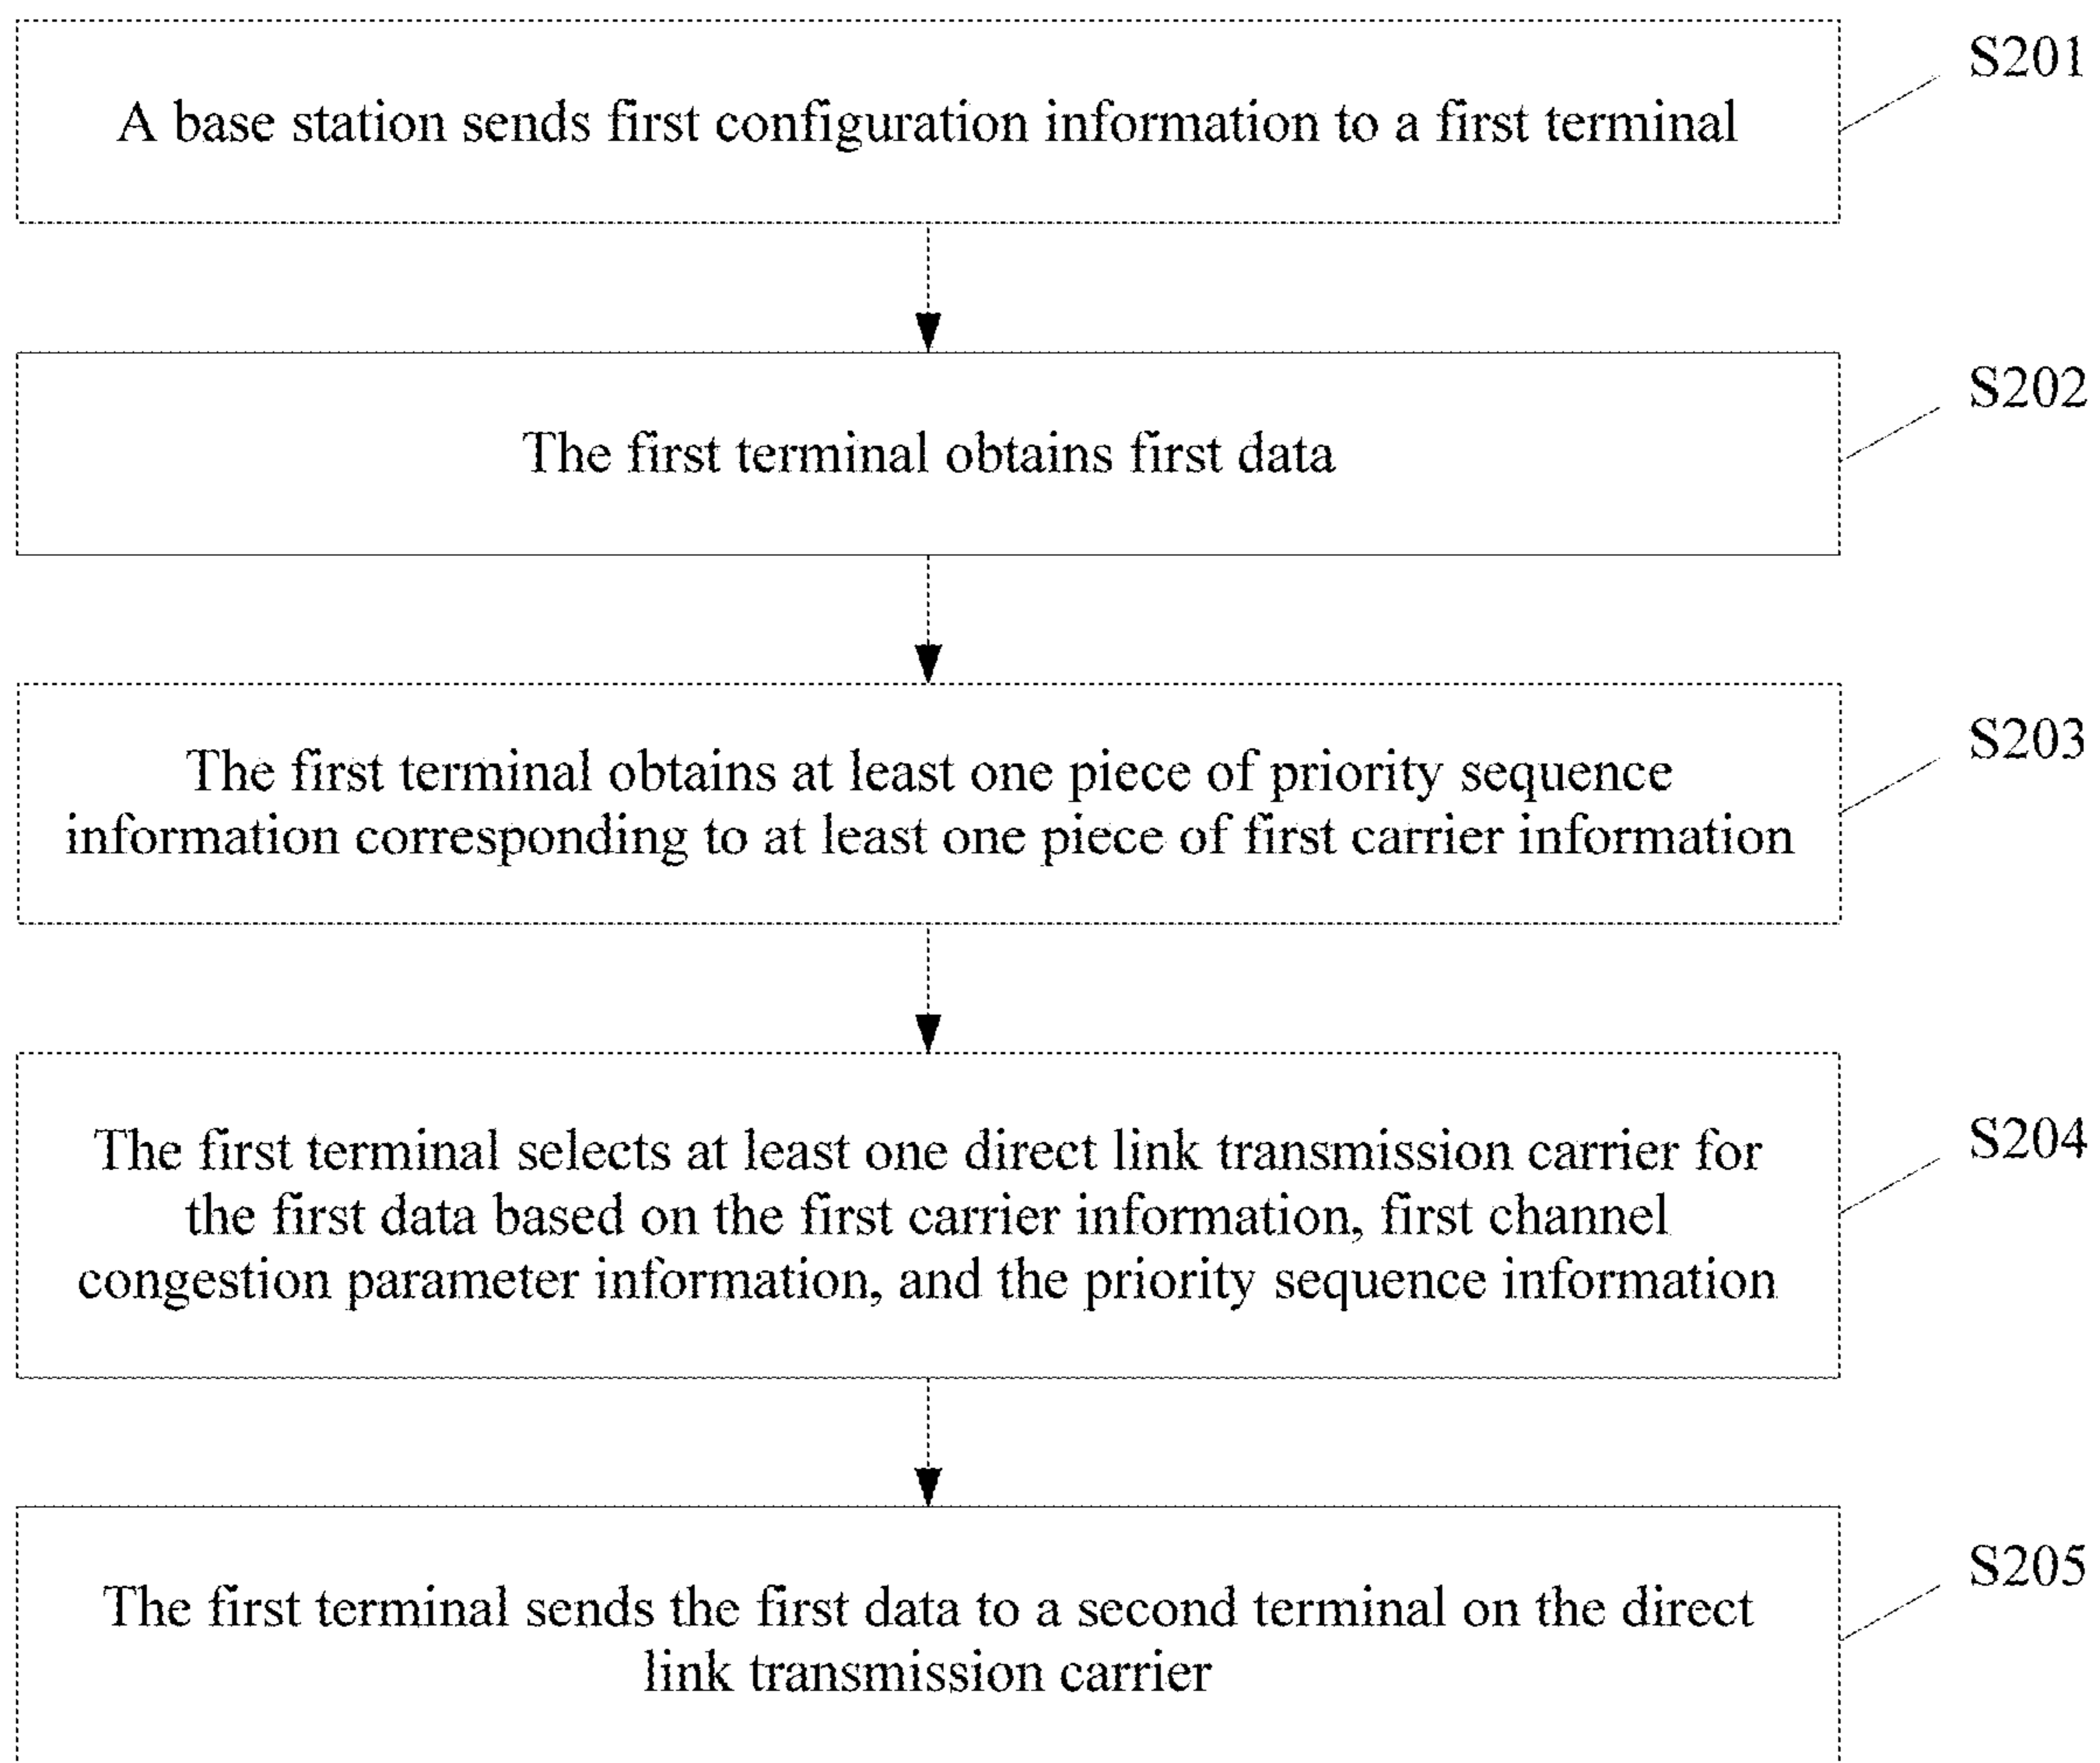 A base station sends first configuration information to a first terminal
S201
The first terminal obtains first data
S202
The first terminal obtains at least one piece of priority sequence
information corresponding to at least one piece of first carrier information
S203
The first terminal selects at least one direct link transmission carrier for
the first data based on the first carrier information, first channel
congestion parameter information, and the priority sequence information
S204
The first terminal sends the first data to a second terminal on the direct
link transmission carrier
S205